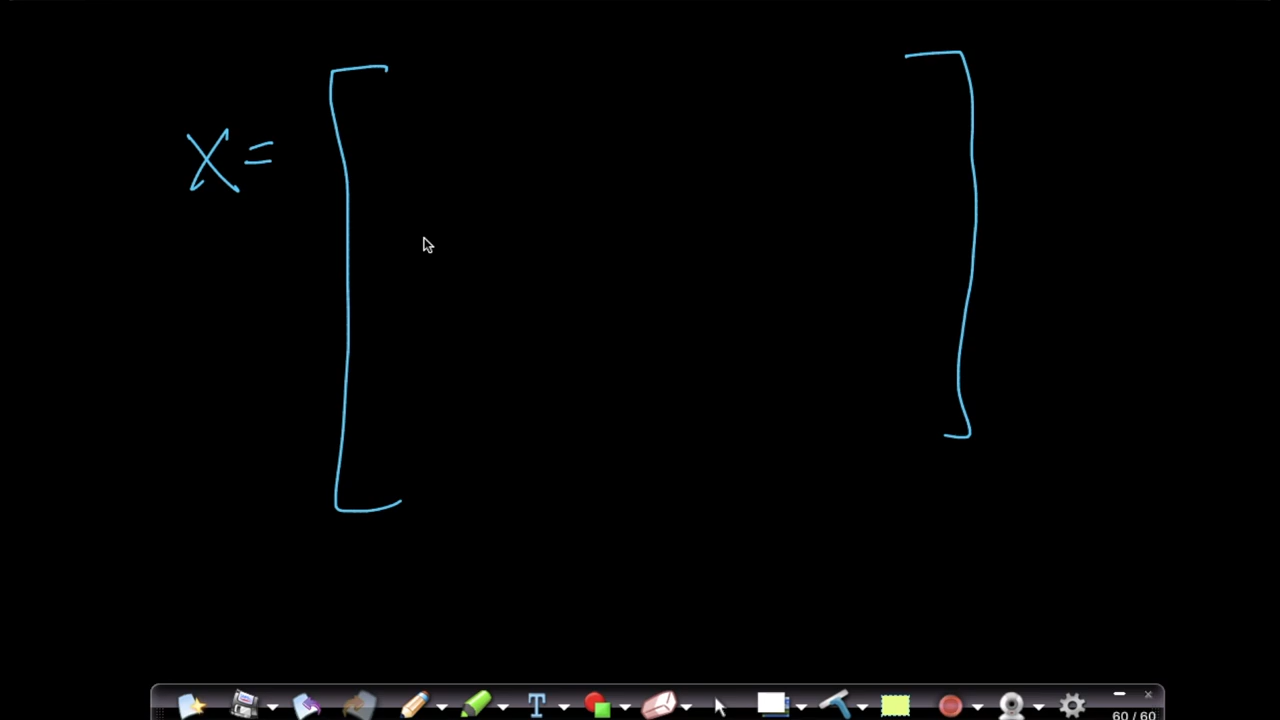 X = [ ]
60 / 60